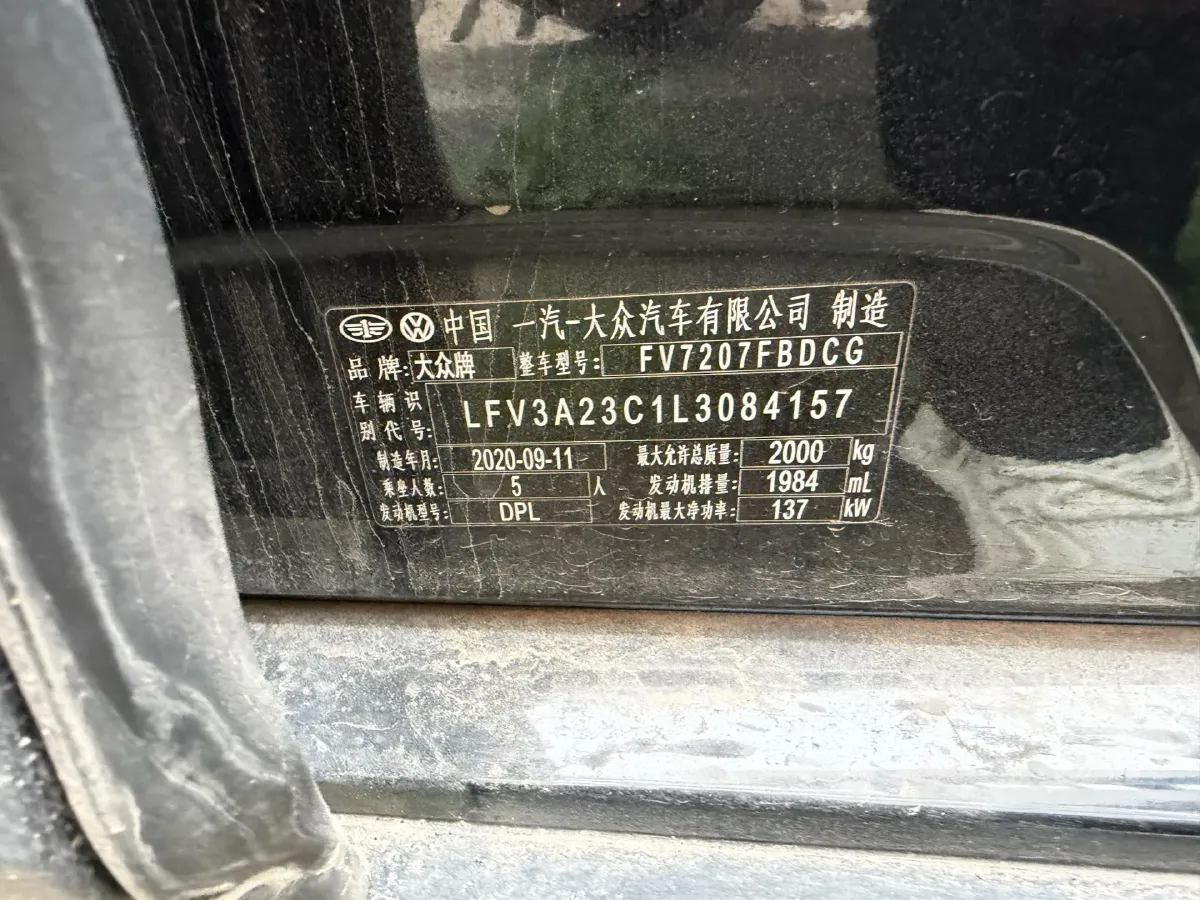 中国 一汽-大众汽车有限公司 制造
品牌: 大众牌 整车型号: FV7207FBDCG
车辆识别代号: LFV3A23C1L3084157
制造年月: 2020-09-11 最大允许总质量: 2000 kg
乘坐人数: 5 人 发动机排量: 1984 mL
发动机型号: DPL 发动机最大净功率: 137 kW